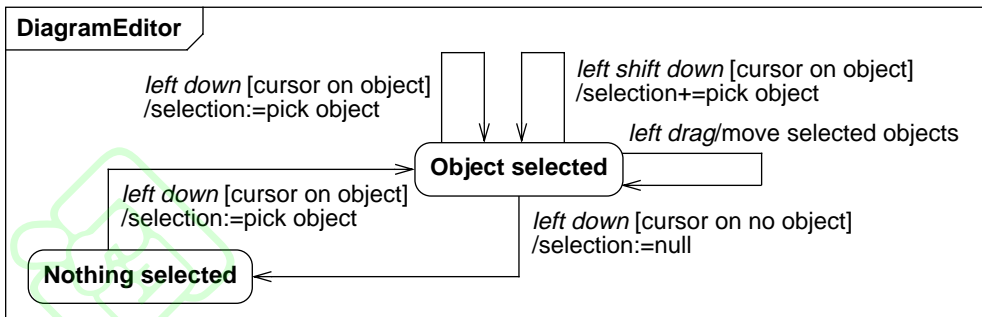 DiagramEditor
left down [cursor on object]
/selection:=pick object
left shift down [cursor on object]
/selection+=pick object
left drag/move selected objects
Object selected
left down [cursor on object]
/selection:=pick object
left down [cursor on no object]
/selection:=null
Nothing selected